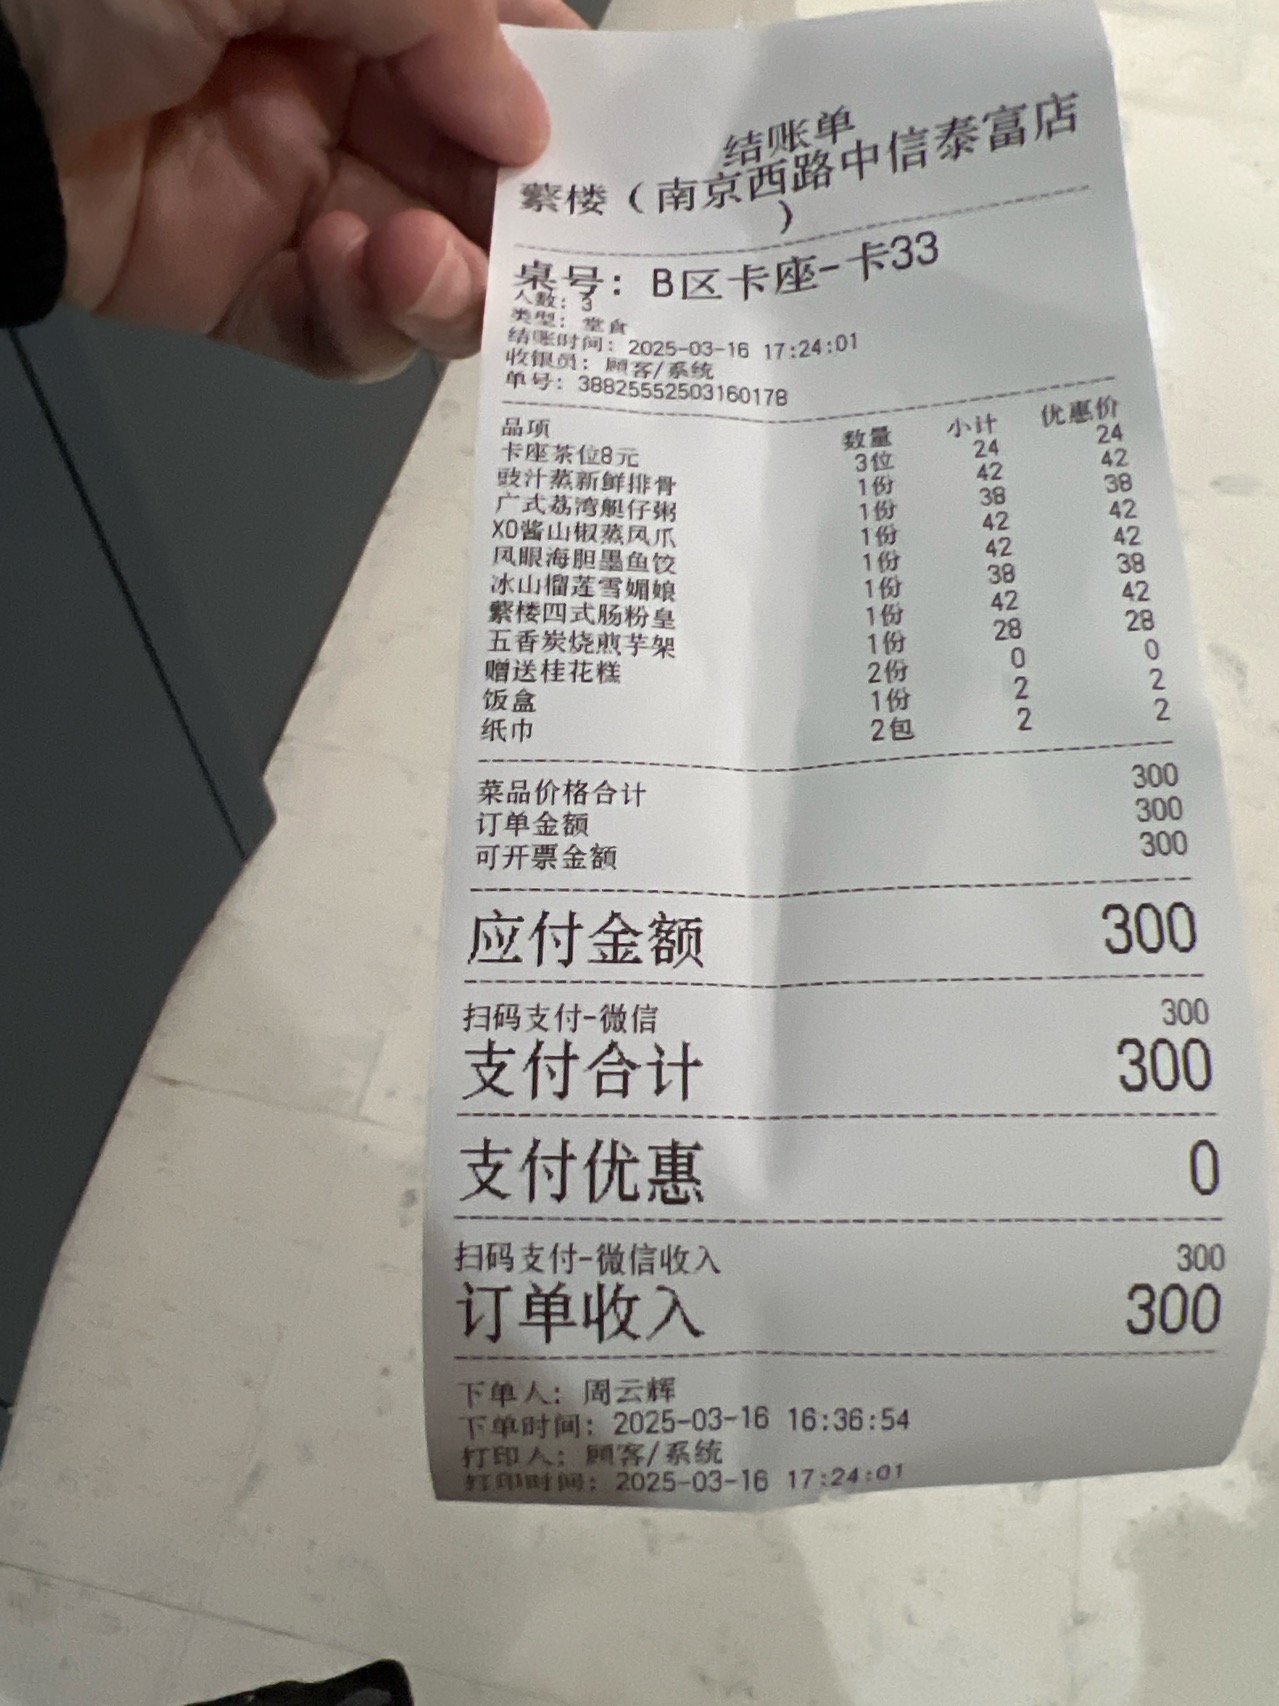 结账单
蘩楼（南京西路中信泰富店
）
桌号：B区卡座-卡33
人数：3
类型：堂食
结账时间：2025-03-16 17:24:01
收银员：顾客/系统
单号：38825552503160178
品项 数量 小计 优惠价
卡座茶位8元 3位 24 24
豉汁蒸新鲜排骨 1份 42 42
广式荔湾艇仔粥 1份 38 38
XO酱山椒蒸凤爪 1份 42 42
凤眼海胆墨鱼饺 1份 42 42
冰山榴莲雪媚娘 1份 38 38
蘩楼四式肠粉皇 1份 42 42
五香炭烧煎芋架 1份 28 28
赠送桂花糕 2份 0 0
饭盒 1份 2 2
纸巾 2包 2 2
菜品价格合计 300
订单金额 300
可开票金额 300
应付金额 300
扫码支付-微信 300
支付合计 300
支付优惠 0
扫码支付-微信收入 300
订单收入 300
下单人：周云辉
下单时间：2025-03-16 16:36:54
打印人：顾客/系统
打印时间：2025-03-16 17:24:01